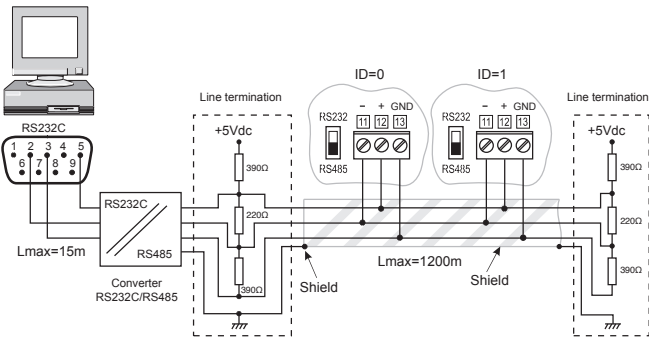 RS232C
1 2 3 4 5
6 7 8 9
Lmax=15m
RS232C
RS485
Converter
RS232C/RS485
Line termination
+5Vdc
390Ω
220Ω
390Ω
ID=0
RS232
RS485
– + GND
11 12 13
ID=1
RS232
RS485
– + GND
11 12 13
Lmax=1200m
Shield
Shield
Line termination
+5Vdc
390Ω
220Ω
390Ω